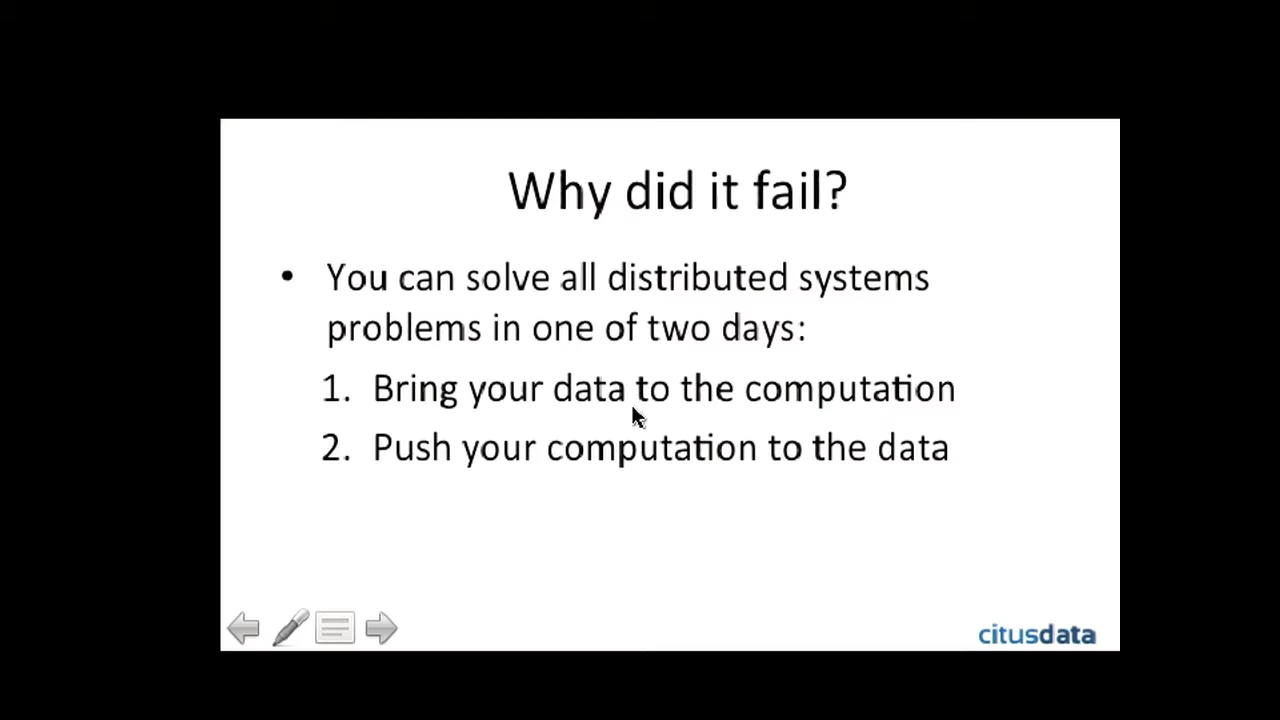 Why did it fail?
• You can solve all distributed systems
problems in one of two days:
1. Bring your data to the computation
2. Push your computation to the data
citusdata